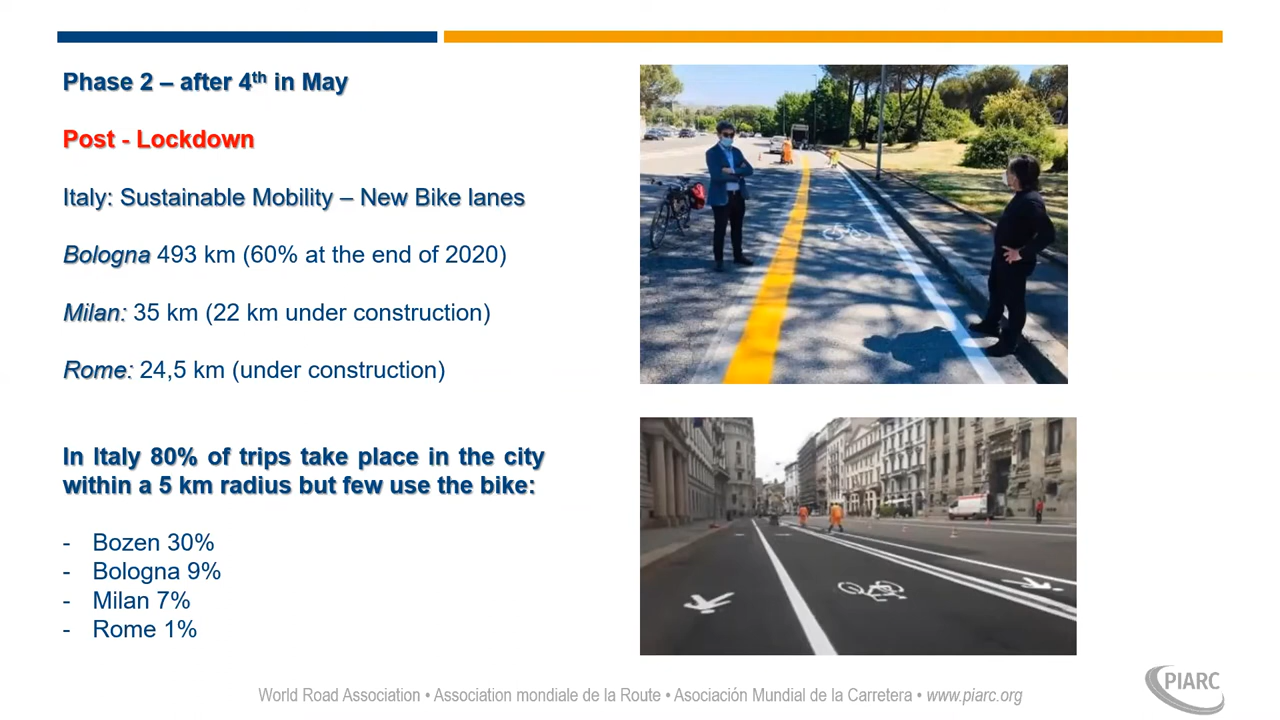 Phase 2 – after 4th in May
Post - Lockdown
Italy: Sustainable Mobility – New Bike lanes
Bologna 493 km (60% at the end of 2020)
Milan: 35 km (22 km under construction)
Rome: 24,5 km (under construction)
In Italy 80% of trips take place in the city
within a 5 km radius but few use the bike:
- Bozen 30%
- Bologna 9%
- Milan 7%
- Rome 1%
World Road Association • Association mondiale de la Route • Asociación Mundial de la Carretera • www.piarc.org
PIARC